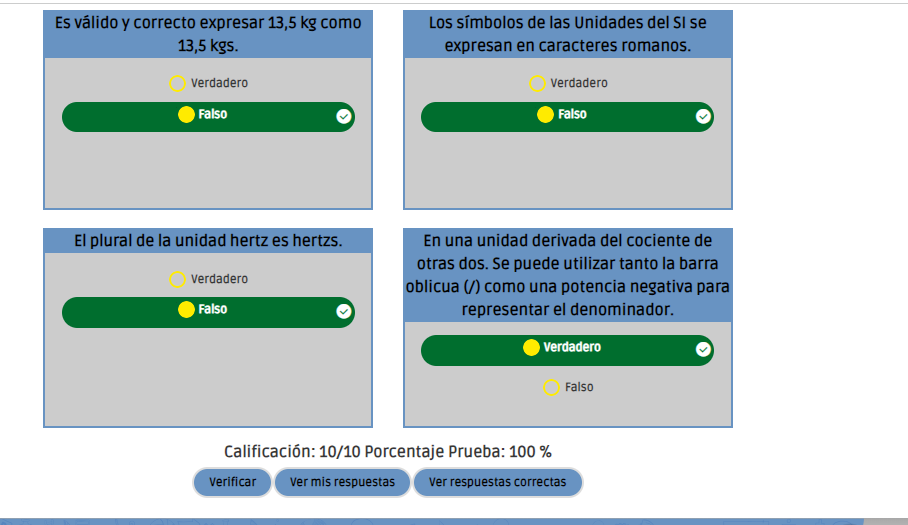 Es válido y correcto expresar 13,5 kg como
13,5 kgs.
Verdadero
Falso
Los símbolos de las Unidades del SI se
expresan en caracteres romanos.
Verdadero
Falso
El plural de la unidad hertz es hertzs.
Verdadero
Falso
En una unidad derivada del cociente de
otras dos. Se puede utilizar tanto la barra
oblicua (/) como una potencia negativa para
representar el denominador.
Verdadero
Falso
Calificación: 10/10 Porcentaje Prueba: 100 %
Verificar
Ver mis respuestas
Ver respuestas correctas